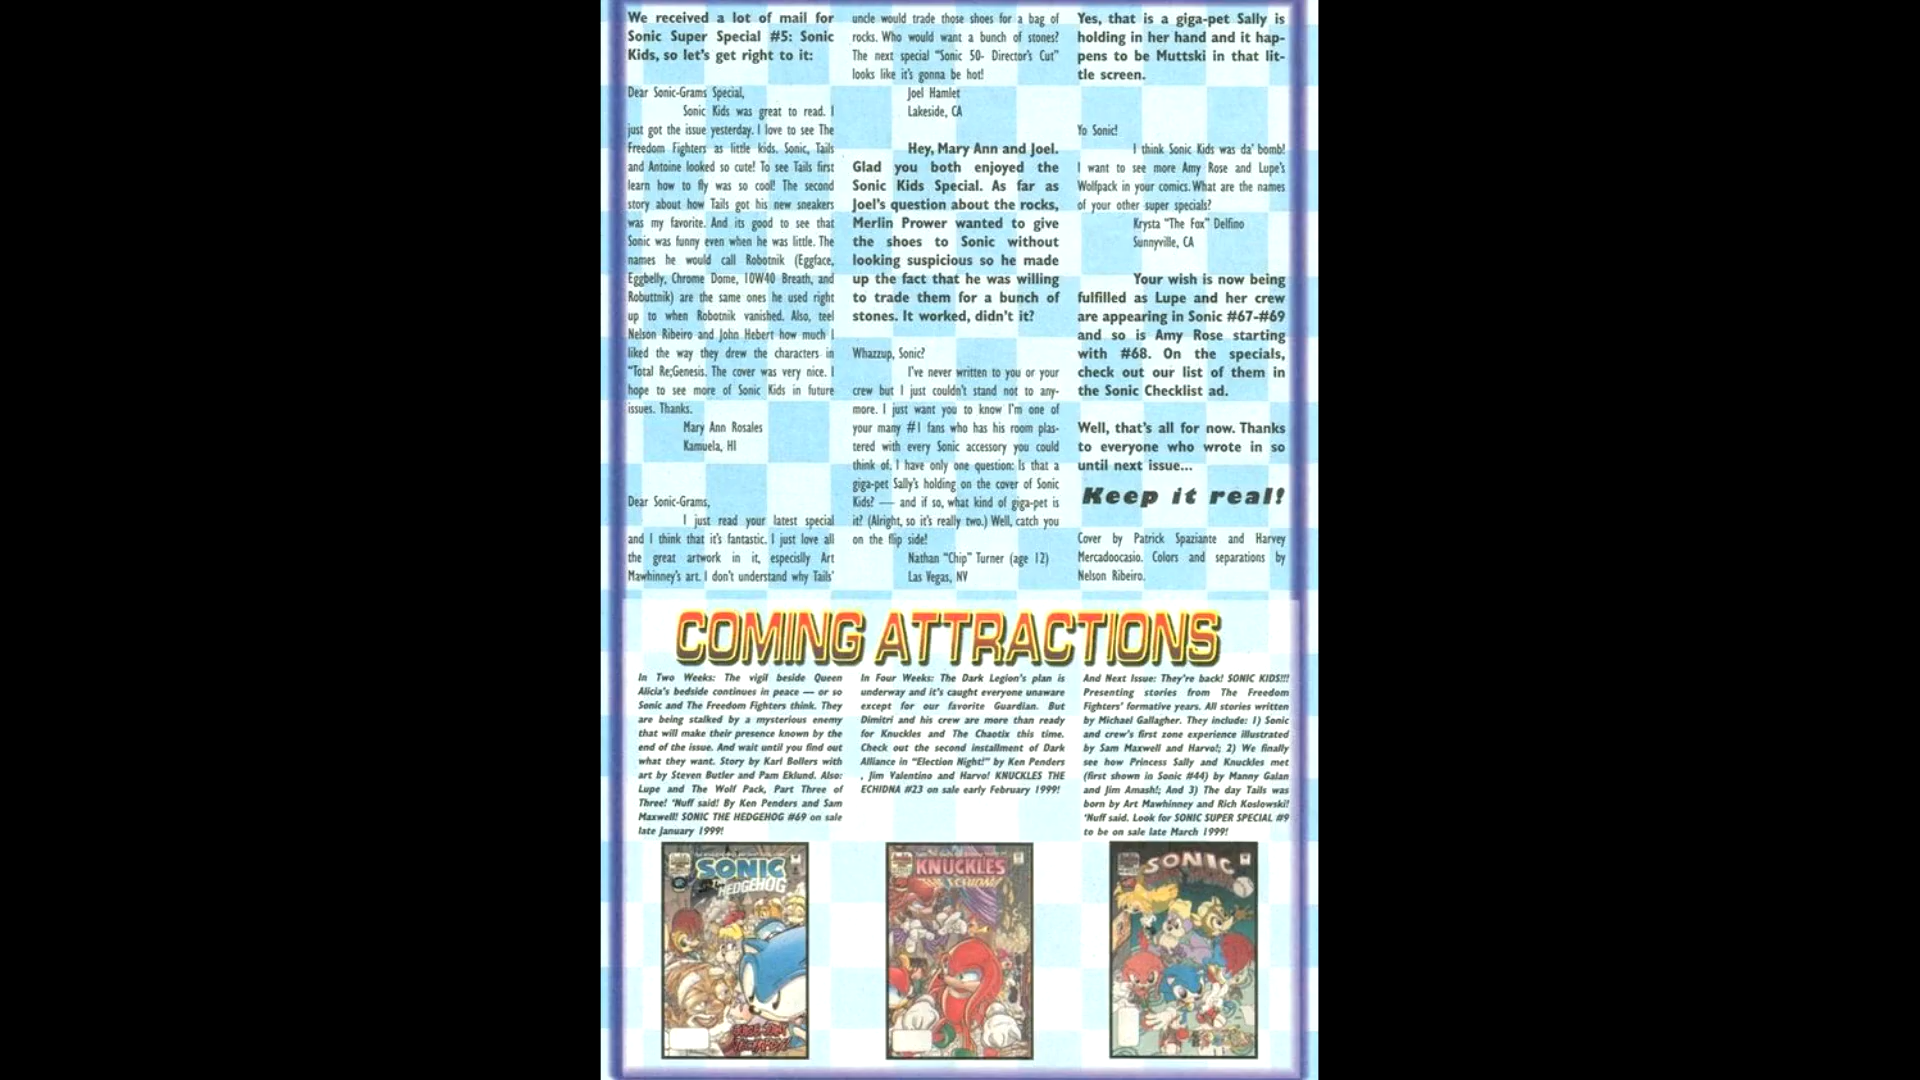 We received a lot of mail for
Sonic Super Special #5: Sonic
Kids, so let's get right to it:
Dear Sonic-Grams Special,
Sonic Kids was great to read. I
just got the issue yesterday. I love to see The
Freedom Fighters as little kids. Sonic, Tails
and Antoine looked so cute! To see Tails first
learn how to fly was so cool! The second
story about how Tails got his new sneakers
was my favorite. And its good to see that
Sonic was funny even when he was little. The
names he would call Robotnik (Eggface,
Eggbelly, Chrome Dome, 10W40 Breath, and
Robuttnik) are the same ones he used right
up to when Robotnik vanished. Also, teel
Nelson Ribeiro and John Hebert how much I
liked the way they drew the characters in
"Total Re;Genesis. The cover was very nice. I
hope to see more of Sonic Kids in future
issues. Thanks.
Mary Ann Rosales
Kamuela, HI
Dear Sonic-Grams,
I just read your latest special
and I think that it's fantastic. I just love all
the great artwork in it, especislly Art
Mawhinney's art. I don't understand why Tails'
uncle would trade those shoes for a bag of
rocks. Who would want a bunch of stones?
The next special "Sonic 50- Director's Cut"
looks like it's gonna be hot!
Joel Hamlet
Lakeside, CA
Hey, Mary Ann and Joel.
Glad you both enjoyed the
Sonic Kids Special. As far as
Joel's question about the rocks,
Merlin Prower wanted to give
the shoes to Sonic without
looking suspicious so he made
up the fact that he was willing
to trade them for a bunch of
stones. It worked, didn't it?
Whazzup, Sonic?
I've never written to you or your
crew but I just couldn't stand not to any-
more. I just want you to know I'm one of
your many #1 fans who has his room plas-
tered with every Sonic accessory you could
think of. I have only one question: Is that a
giga-pet Sally's holding on the cover of Sonic
Kids? — and if so, what kind of giga-pet is
it? (Alright, so it's really two.) Well, catch you
on the flip side!
Nathan "Chip" Turner (age 12)
Las Vegas, NV
Yes, that is a giga-pet Sally is
holding in her hand and it hap-
pens to be Muttski in that lit-
tle screen.
Yo Sonic!
I think Sonic Kids was da' bomb!
I want to see more Amy Rose and Lupe's
Wolfpack in your comics. What are the names
of your other super specials?
Krysta "The Fox" Delfino
Sunnyville, CA
Your wish is now being
fulfilled as Lupe and her crew
are appearing in Sonic #67-#69
and so is Amy Rose starting
with #68. On the specials,
check out our list of them in
the Sonic Checklist ad.
Well, that's all for now. Thanks
to everyone who wrote in so
until next issue...
Keep it real!
Cover by Patrick Spaziante and Harvey
Mercadoocasio. Colors and separations by
Nelson Ribeiro.
COMING ATTRACTIONS
In Two Weeks: The vigil beside Queen
Alicia's bedside continues in peace — or so
Sonic and The Freedom Fighters think. They
are being stalked by a mysterious enemy
that will make their presence known by the
end of the issue. And wait until you find out
what they want. Story by Karl Bollers with
art by Steven Butler and Pam Eklund. Also:
Lupe and The Wolf Pack, Part Three of
Three! 'Nuff said! By Ken Penders and Sam
Maxwell! SONIC THE HEDGEHOG #69 on sale
late January 1999!
In Four Weeks: The Dark Legion's plan is
underway and it's caught everyone unaware
except for our favorite Guardian. But
Dimitri and his crew are more than ready
for Knuckles and The Chaotix this time.
Check out the second installment of Dark
Alliance in "Election Night!" by Ken Penders
, Jim Valentino and Harvo! KNUCKLES THE
ECHIDNA #23 on sale early February 1999!
And Next Issue: They're back! SONIC KIDS!!!
Presenting stories from The Freedom
Fighters' formative years. All stories written
by Michael Gallagher. They include: 1) Sonic
and crew's first zone experience illustrated
by Sam Maxwell and Harvo!; 2) We finally
see how Princess Sally and Knuckles met
(first shown in Sonic #44) by Manny Galan
and Jim Amash!; And 3) The day Tails was
born by Art Mawhinney and Rich Koslowski!
'Nuff said. Look for SONIC SUPER SPECIAL #9
to be on sale late March 1999!
SONIC
THE HEDGEHOG
KNUCKLES
THE ECHIDNA
SONIC